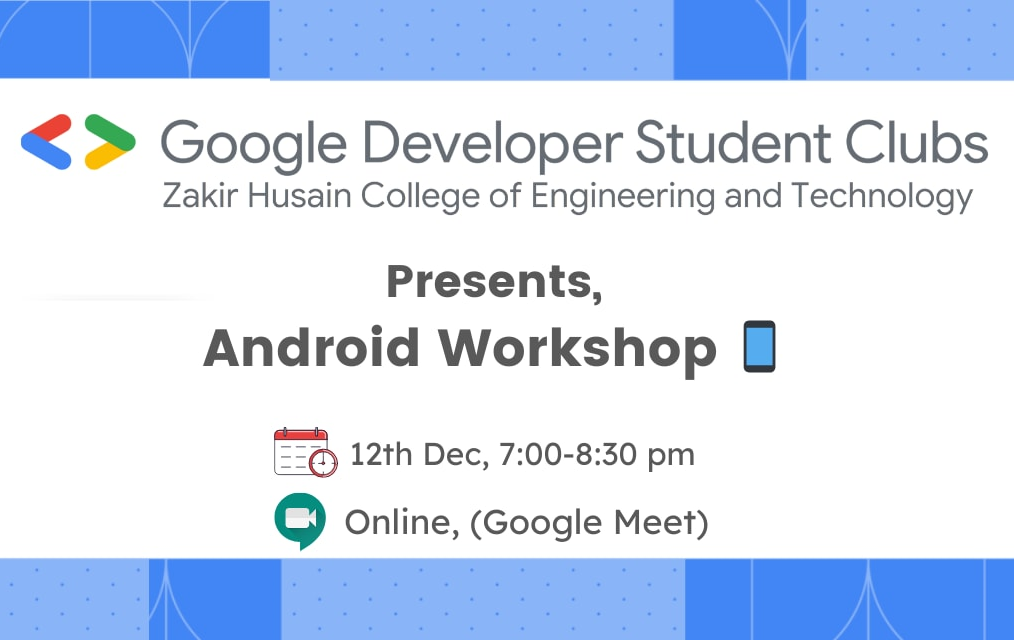 Google Developer Student Clubs
Zakir Husain College of Engineering and Technology
Presents,
Android Workshop
12th Dec, 7:00-8:30 pm
Online, (Google Meet)